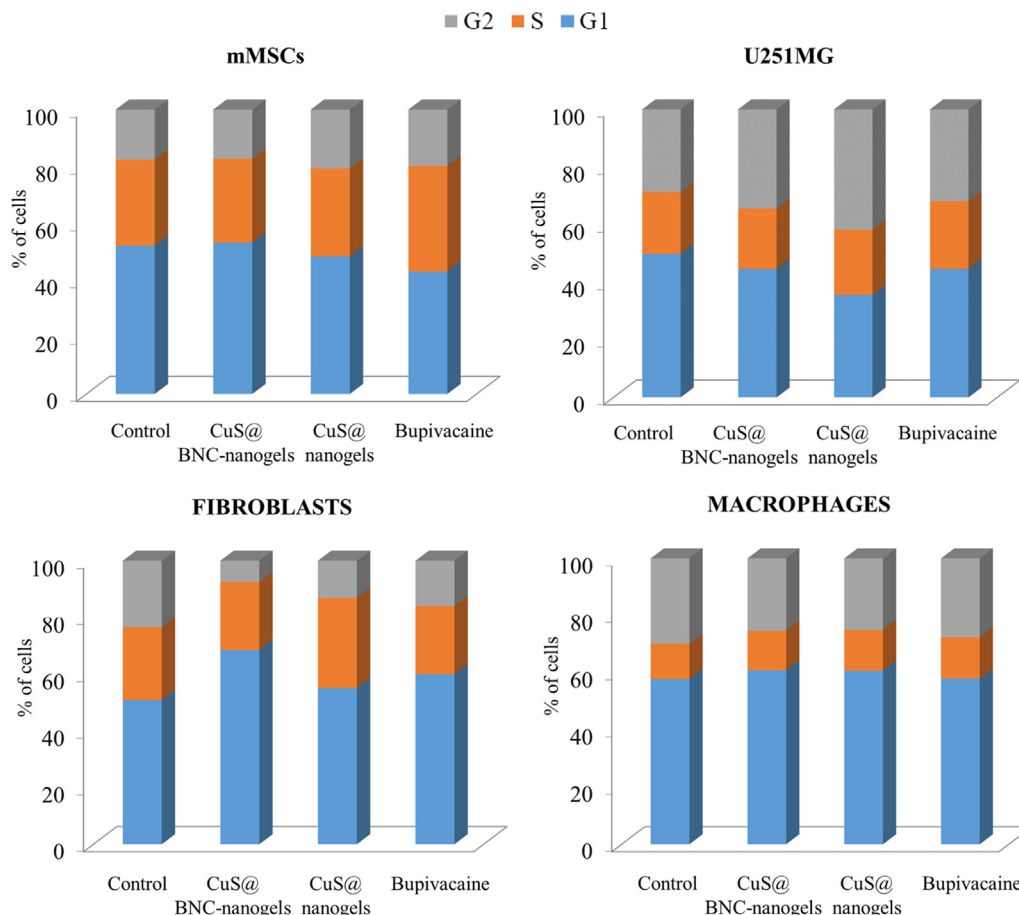 G2 S G1
mMSCs
% of cells
100
80
60
40
20
0
Control CuS@ CuS@ Bupivacaine
BNC-nanogels nanogels
U251MG
% of cells
100
80
60
40
20
0
Control CuS@ CuS@ Bupivacaine
BNC-nanogels nanogels
FIBROBLASTS
% of cells
100
80
60
40
20
0
Control CuS@ CuS@ Bupivacaine
BNC-nanogels nanogels
MACROPHAGES
% of cells
100
80
60
40
20
0
Control CuS@ CuS@ Bupivacaine
BNC-nanogels nanogels